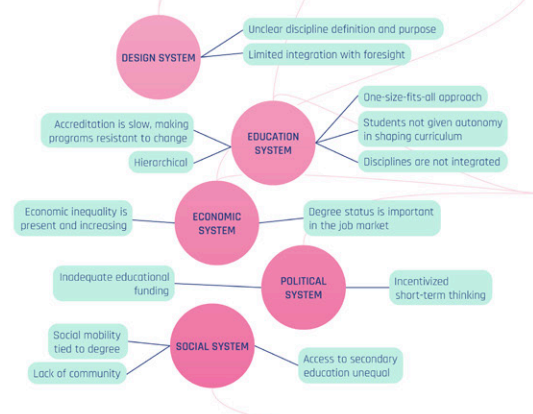 DESIGN SYSTEM
Unclear discipline definition and purpose
Limited integration with foresight
EDUCATION
SYSTEM
Accreditation is slow, making
programs resistant to change
Hierarchical
One-size-fits-all approach
Students not given autonomy
in shaping curriculum
Disciplines are not integrated
ECONOMIC
SYSTEM
Economic inequality is
present and increasing
Degree status is important
in the job market
POLITICAL
SYSTEM
Inadequate educational
funding
Incentivized
short-term thinking
SOCIAL SYSTEM
Social mobility
tied to degree
Lack of community
Access to secondary
education unequal